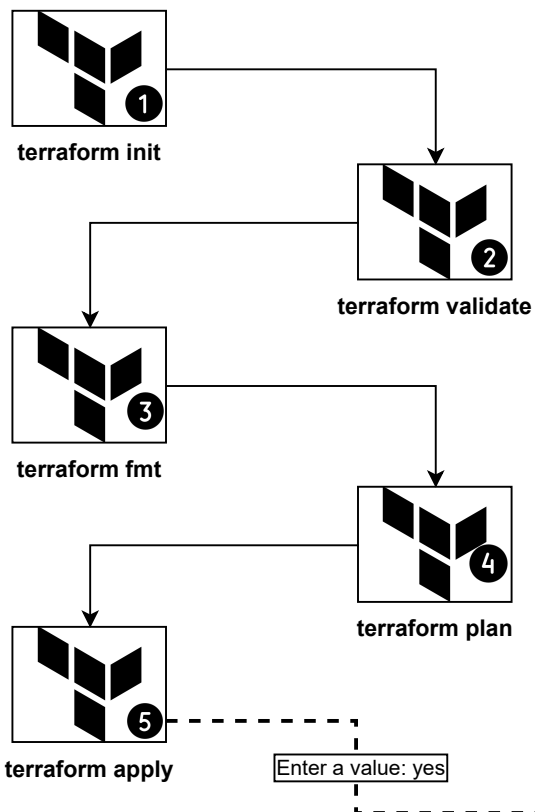 1
terraform init
2
terraform validate
3
terraform fmt
4
terraform plan
5
terraform apply
Enter a value: yes